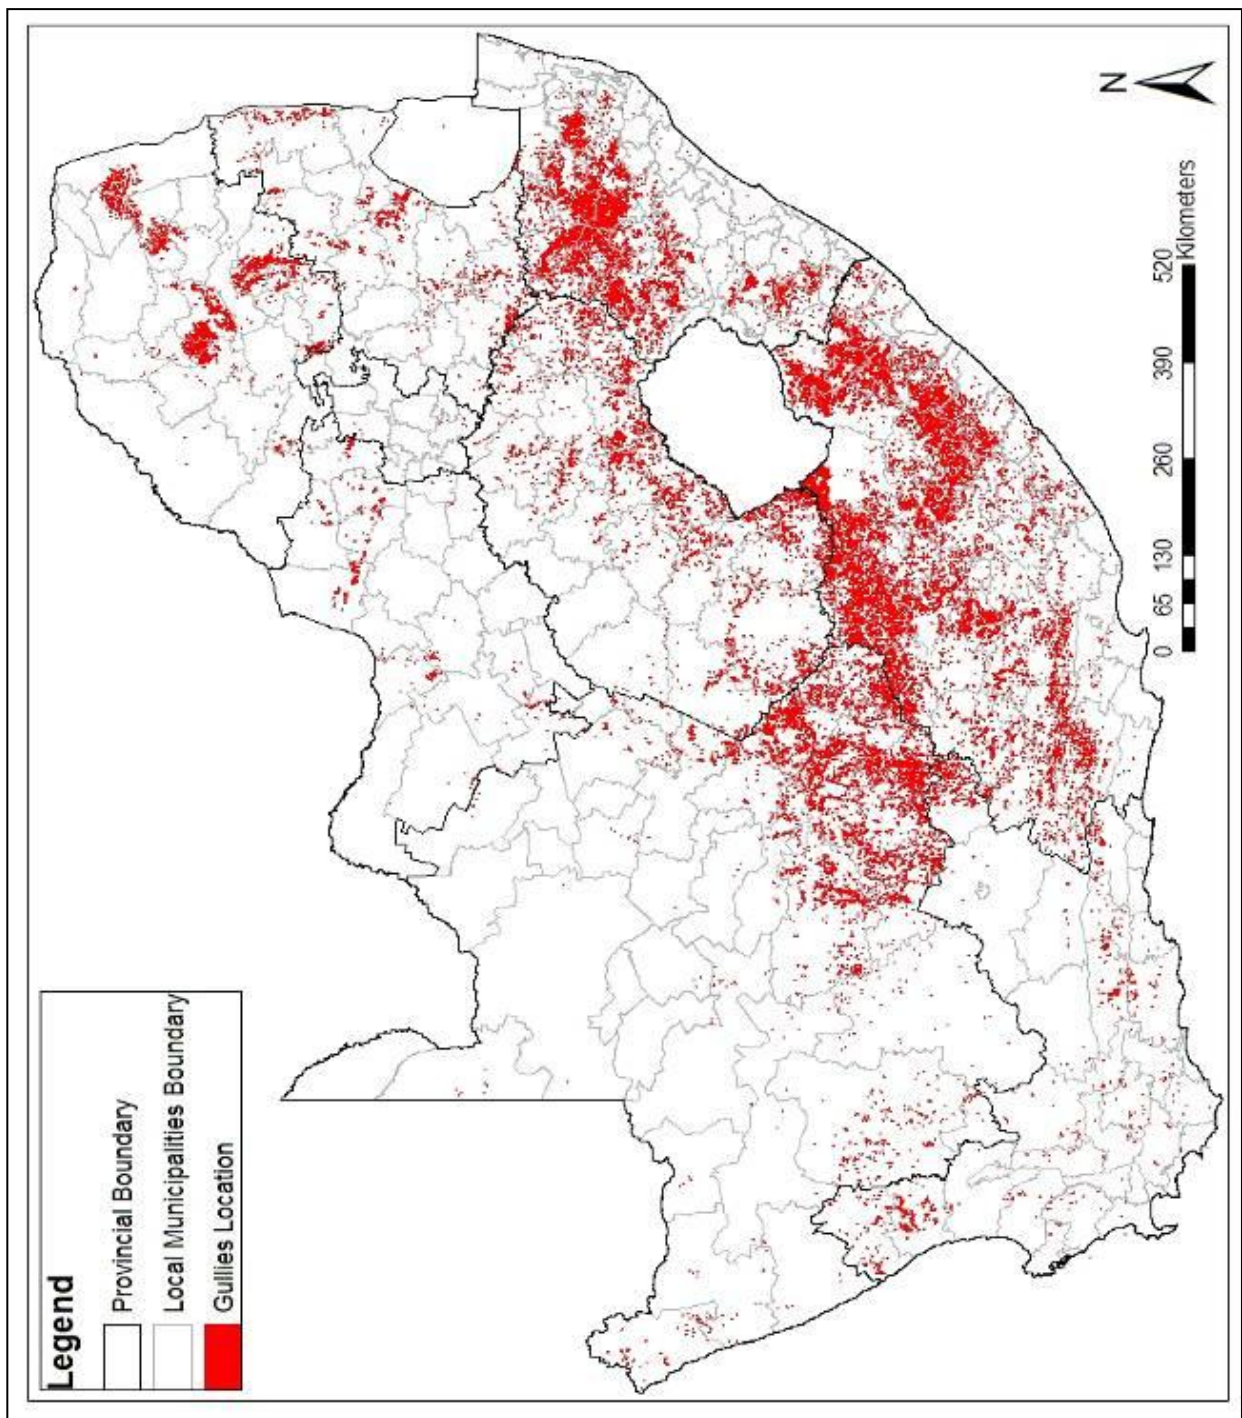 Legend
Provincial Boundary
Local Municipalities Boundary
Gullies Location
N
0 65 130 260 390 520
Kilometers